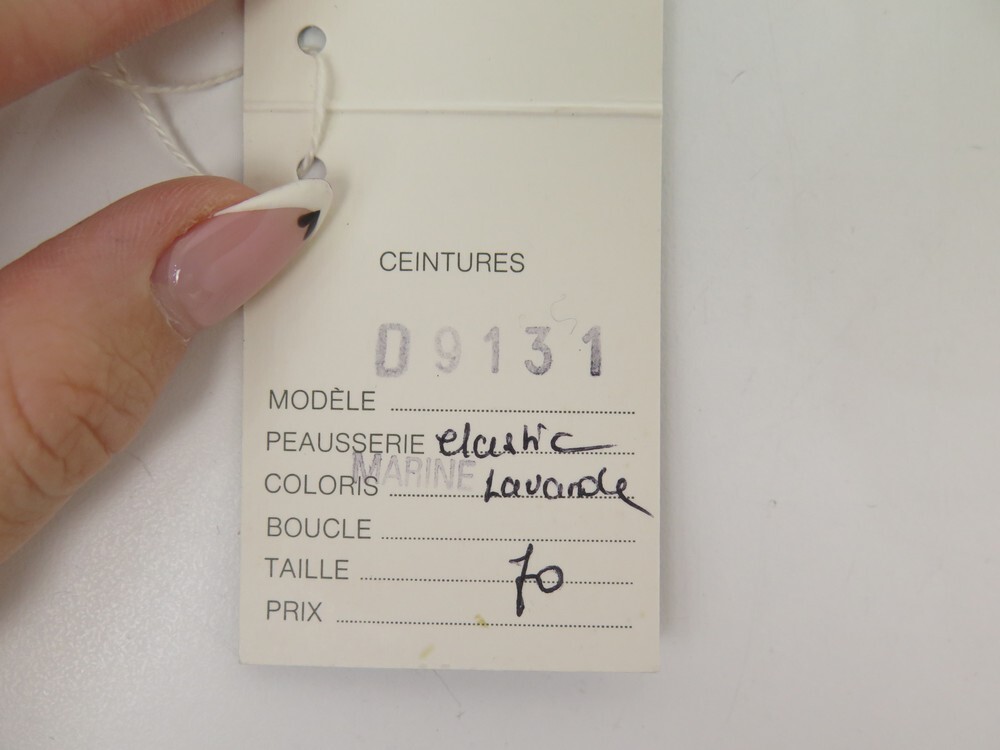 CEINTURES
D9131
MODÈLE
PEAUSSERIE elastic
MARINE
COLORIS Lavande
BOUCLE
TAILLE 70
PRIX